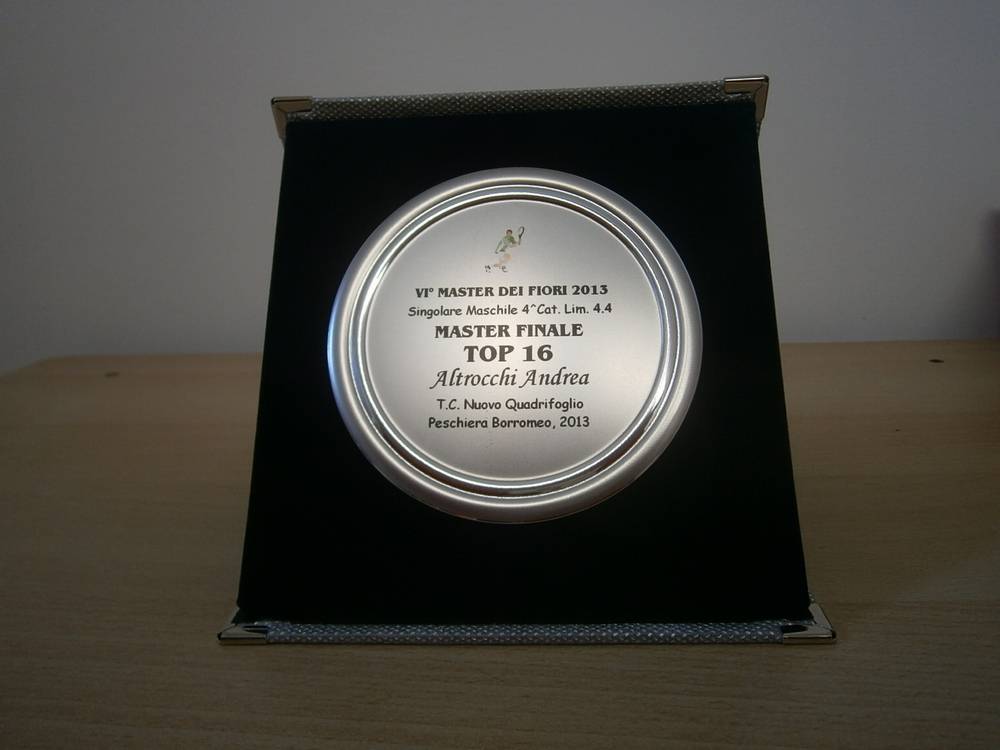 VI° MASTER DEI FIORI 2013
Singolare Maschile 4^Cat. Lim. 4.4
MASTER FINALE
TOP 16
Altrocchi Andrea
T.C. Nuovo Quadrifoglio
Peschiera Borromeo, 2013